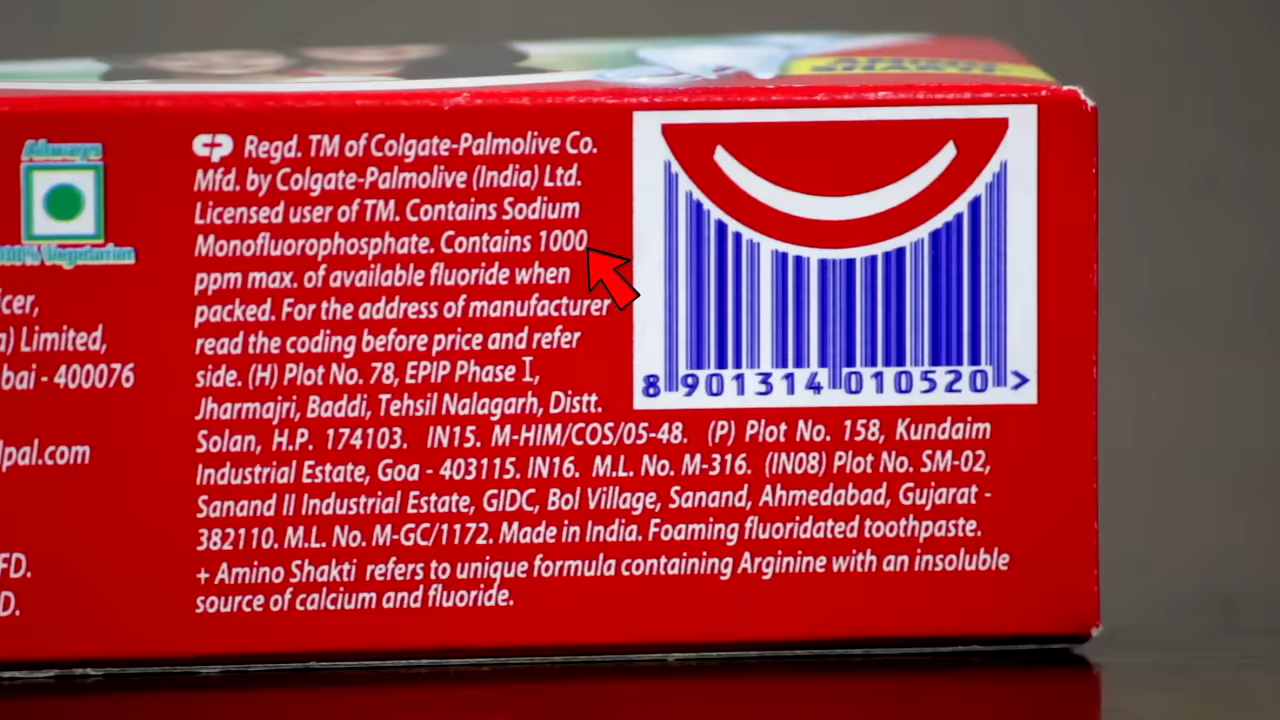 SHAKTI
Always
100% Vegetarian
icer,
a) Limited,
bai - 400076
lpal.com
FD.
D.
CP Regd. TM of Colgate-Palmolive Co.
Mfd. by Colgate-Palmolive (India) Ltd.
Licensed user of TM. Contains Sodium
Monofluorophosphate. Contains 1000
ppm max. of available fluoride when
packed. For the address of manufacturer
read the coding before price and refer
side. (H) Plot No. 78, EPIP Phase I,
Jharmajri, Baddi, Tehsil Nalagarh, Distt.
Solan, H.P. 174103. IN15. M-HIM/COS/05-48. (P) Plot No. 158, Kundaim
Industrial Estate, Goa - 403115. IN16. M.L. No. M-316. (IN08) Plot No. SM-02,
Sanand II Industrial Estate, GIDC, Bol Village, Sanand, Ahmedabad, Gujarat -
382110. M.L. No. M-GC/1172. Made in India. Foaming fluoridated toothpaste.
+ Amino Shakti refers to unique formula containing Arginine with an insoluble
source of calcium and fluoride.
8 901314 010520 >